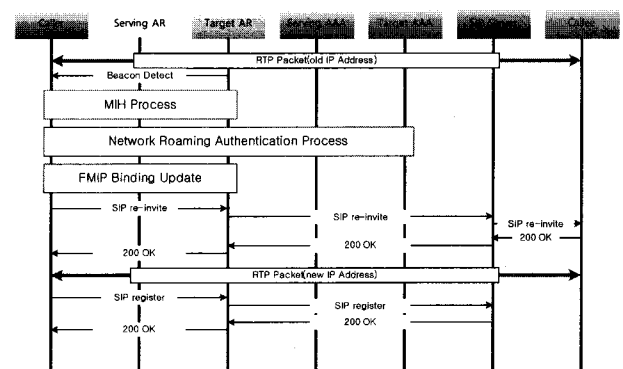 Caller Serving AR Target AR Serving AAA Target AAA SIP Server Callee
RTP Packet(old IP Address)
Beacon Detect
MIH Process
Network Roaming Authentication Process
FMIP Binding Update
SIP re-invite
SIP re-invite
SIP re-invite
200 OK
200 OK
200 OK
RTP Packet(new IP Address)
SIP register
SIP register
200 OK
200 OK